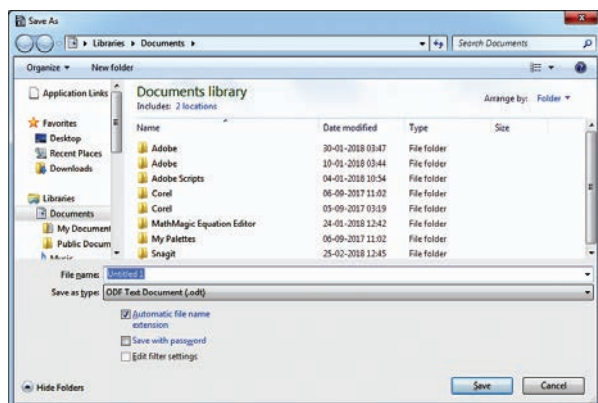 Save As
Libraries ▸ Documents ▸
Search Documents
Organize
New folder
Application Links
Favorites
Desktop
Recent Places
Downloads
Libraries
Documents
My Document
Public Docum
Music
Documents library
Includes: 2 locations
Arrange by: Folder
Name Date modified Type Size
Adobe 30-01-2018 03:47 File folder
Adobe 10-01-2018 03:44 File folder
Adobe Scripts 04-01-2018 10:54 File folder
Corel 06-09-2017 11:02 File folder
Corel 05-09-2017 03:19 File folder
MathMagic Equation Editor 24-01-2018 12:42 File folder
My Palettes 06-09-2017 11:02 File folder
Snagit 25-02-2018 12:45 File folder
File name: Untitled 1
Save as type: ODF Text Document (.odt)
Automatic file name
extension
Save with password
Edit filter settings
Hide Folders
Save
Cancel